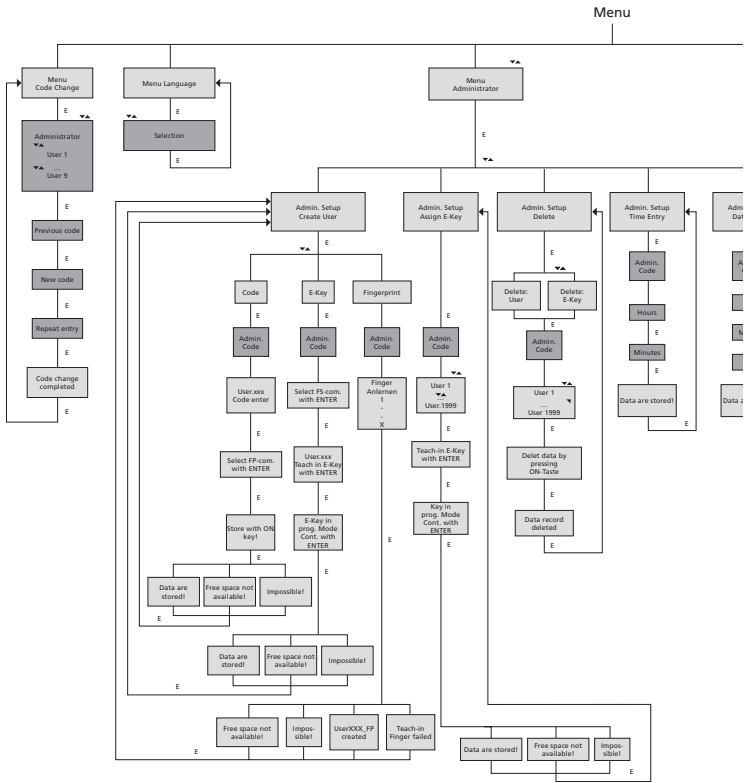 Menu
Menu
Code Change
Menu Language
Menu
Administrator
E
E
E
Administrator
User 1
...
User 9
Selection
E
E
Previous code
E
New code
E
Repeat entry
E
Code change
completed
E
Admin. Setup
Create User
Admin. Setup
Assign E-Key
Admin. Setup
Delete
Admin. Setup
Time Entry
E
E
E
E
Code
E-Key
Fingerprint
E
E
E
Admin.
Code
Admin.
Code
Admin.
Code
E
E
E
User.xxx
Code enter
Select FS-com.
with ENTER
Finger
Anlernen
1
-
-
X
E
E
Select FP-com.
with ENTER
User.xxx
Teach in E-Key
with ENTER
E
E
Store with ON
key!
E-Key in
prog. Mode
Cont. with
ENTER
E
E
E
Data are
stored!
Free space not
available!
Impossible!
E
Data are
stored!
Free space not
available!
Impossible!
E
Free space not
available!
Impos-
sible!
UserXXX_FP
created
Teach-in
Finger failed
E
Admin.
Code
E
User 1
...
User.1999
E
Teach-in E-Key
with ENTER
E
Key in
prog. Mode
Cont. with
ENTER
E
Data are stored!
Free space not
available!
Impos-
sible!
E
Delete:
User
Delete:
E-Key
E
Admin.
Code
E
User 1
...
User 1999
E
Delet data by
pressing
ON-Taste
E
Data record
deleted
E
Admin.
Code
E
Hours
E
Minutes
E
Data are stored!
E